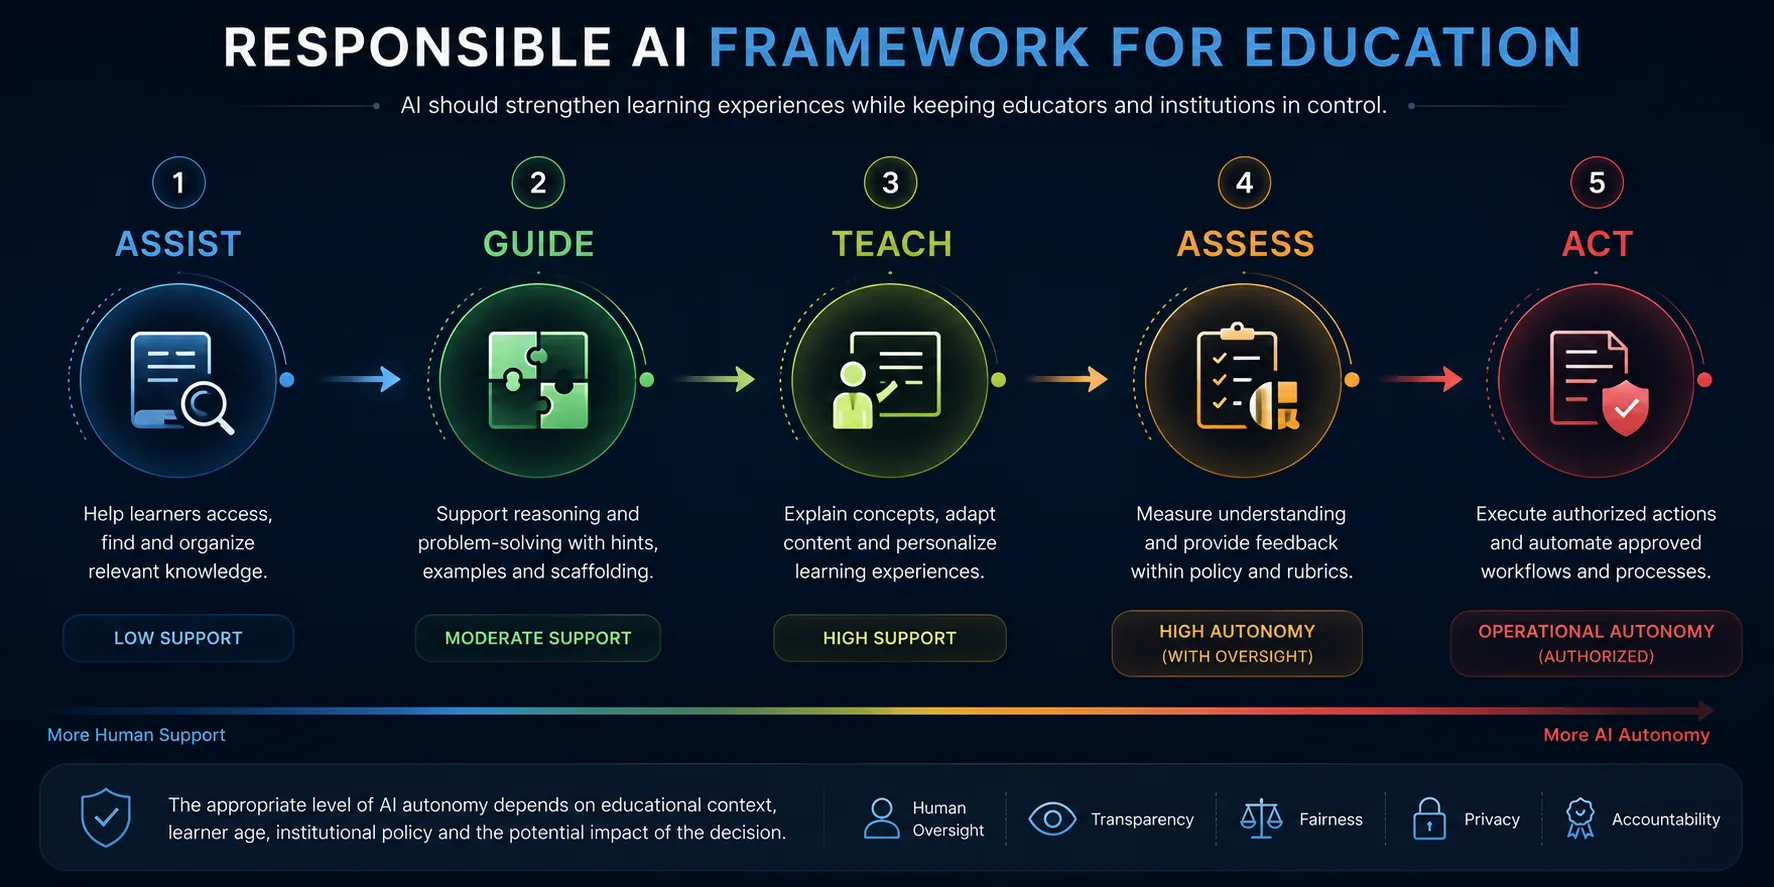 RESPONSIBLE AI FRAMEWORK FOR EDUCATION
AI should strengthen learning experiences while keeping educators and institutions in control.
1
ASSIST
Help learners access,
find and organize
relevant knowledge.
LOW SUPPORT
2
GUIDE
Support reasoning and
problem-solving with hints,
examples and scaffolding.
MODERATE SUPPORT
3
TEACH
Explain concepts, adapt
content and personalize
learning experiences.
HIGH SUPPORT
4
ASSESS
Measure understanding
and provide feedback
within policy and rubrics.
HIGH AUTONOMY
(WITH OVERSIGHT)
5
ACT
Execute authorized actions
and automate approved
workflows and processes.
OPERATIONAL AUTONOMY
(AUTHORIZED)
More Human Support
More AI Autonomy
The appropriate level of AI autonomy depends on educational context,
learner age, institutional policy and the potential impact of the decision.
Human
Oversight
Transparency
Fairness
Privacy
Accountability